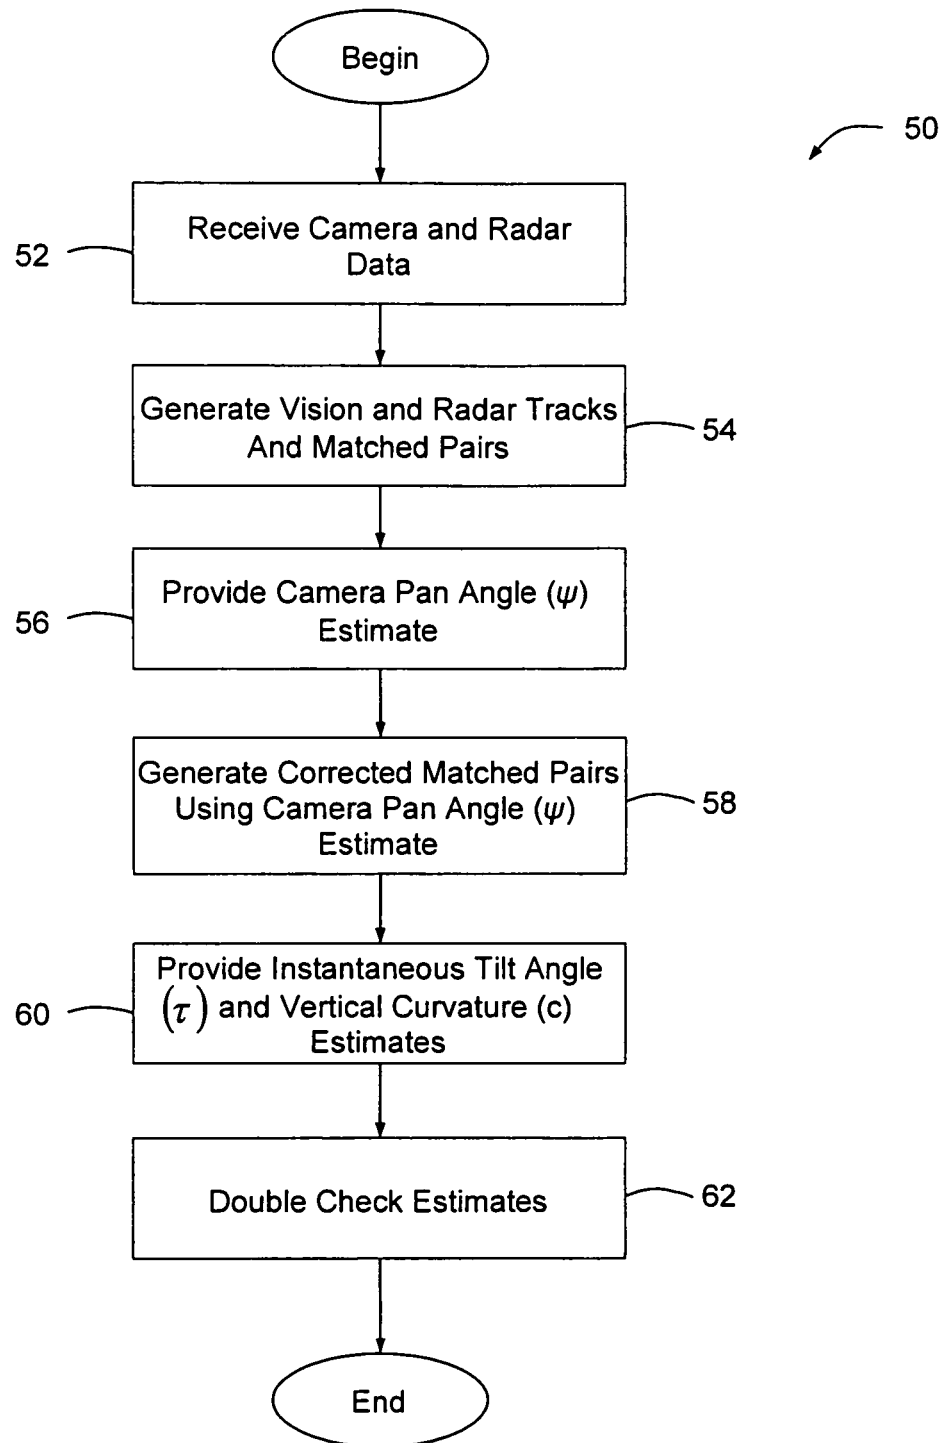 Begin
50
Receive Camera and Radar
Data
52
Generate Vision and Radar Tracks
And Matched Pairs
54
Provide Camera Pan Angle (ψ)
Estimate
56
Generate Corrected Matched Pairs
Using Camera Pan Angle (ψ)
Estimate
58
Provide Instantaneous Tilt Angle
(τ) and Vertical Curvature (c)
Estimates
60
Double Check Estimates
62
End